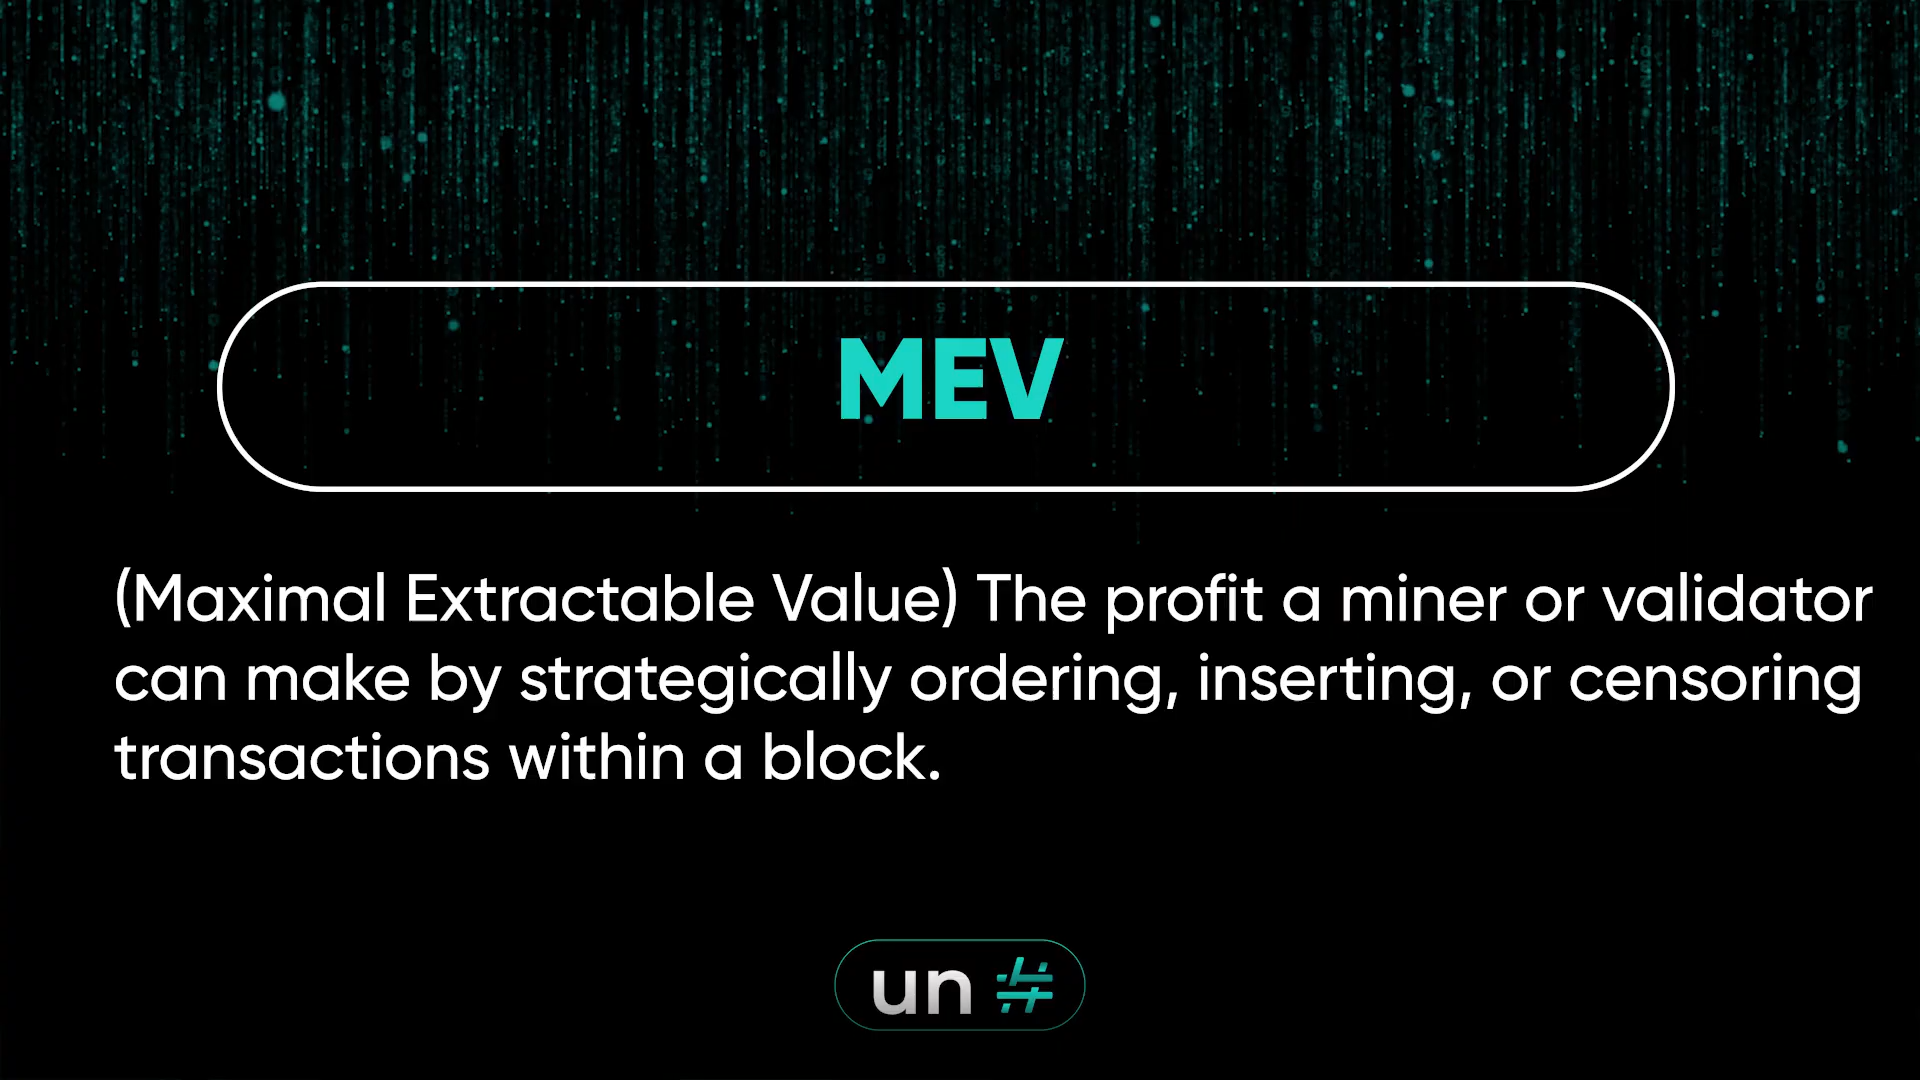 MEV
(Maximal Extractable Value) The profit a miner or validator
can make by strategically ordering, inserting, or censoring
transactions within a block.
un #